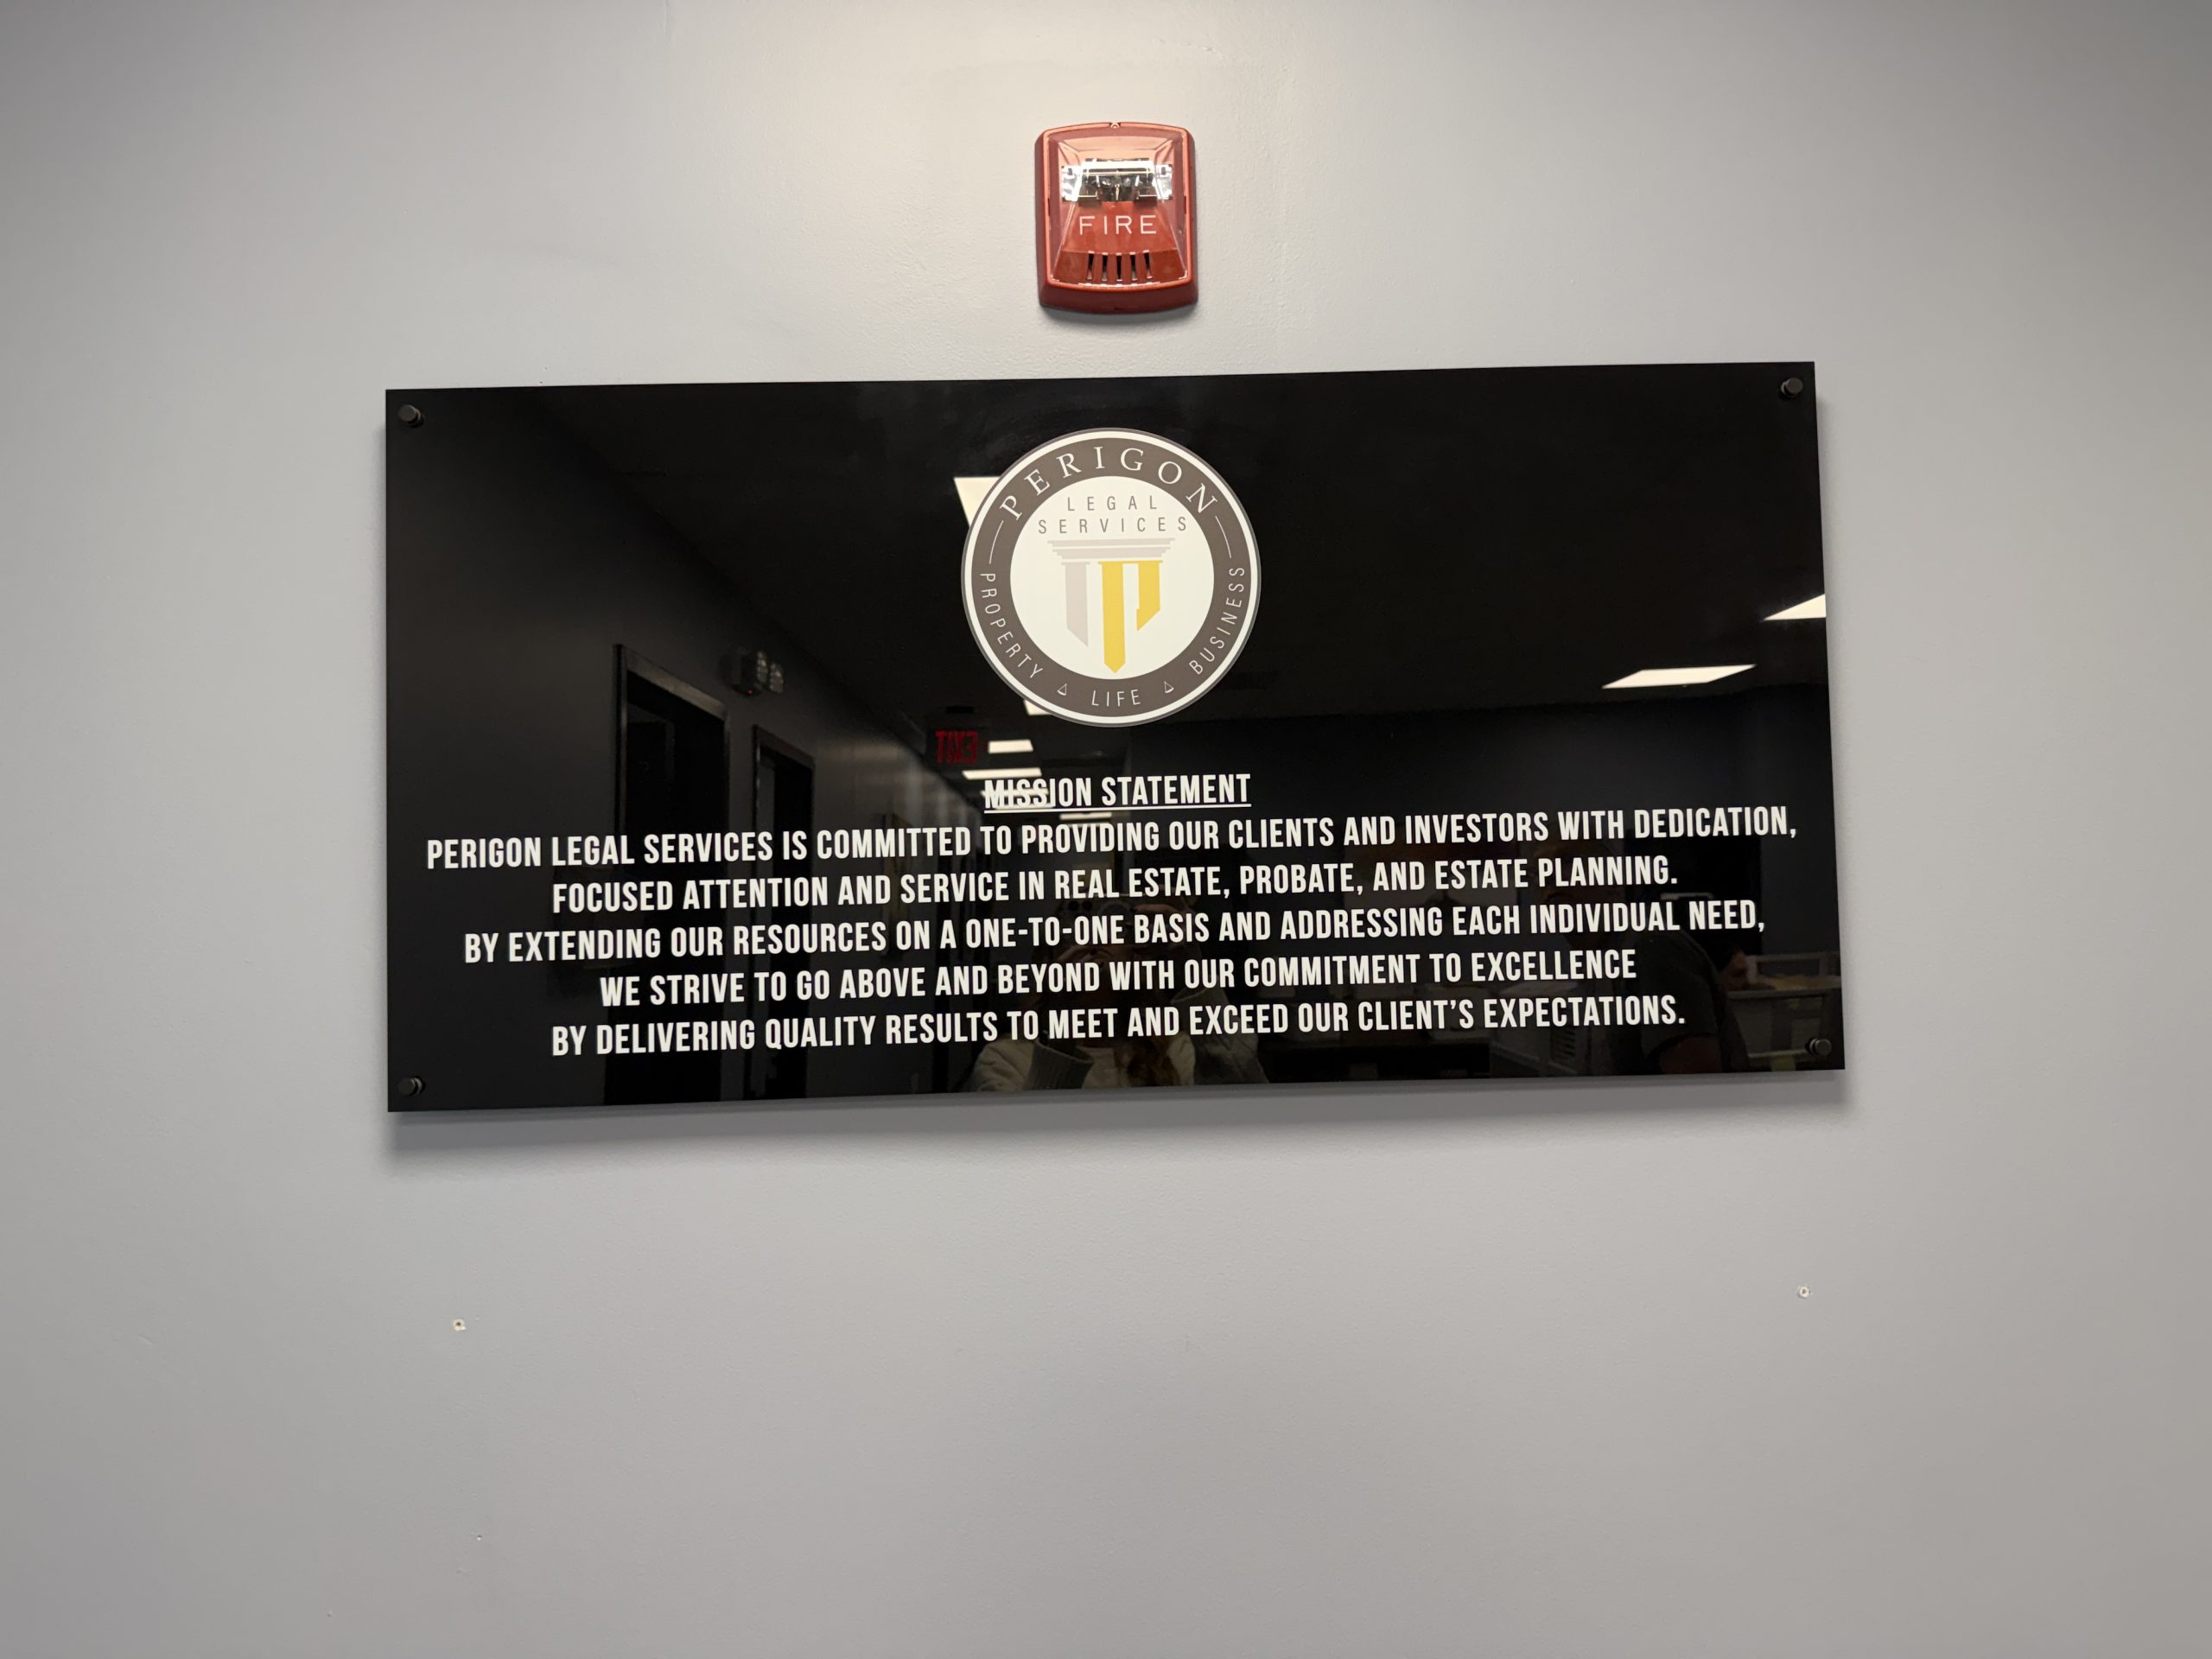 FIRE
PERIGON
LEGAL
SERVICES
PROPERTY △ LIFE △ BUSINESS
EXIT
MISSION STATEMENT
PERIGON LEGAL SERVICES IS COMMITTED TO PROVIDING OUR CLIENTS AND INVESTORS WITH DEDICATION,
FOCUSED ATTENTION AND SERVICE IN REAL ESTATE, PROBATE, AND ESTATE PLANNING.
BY EXTENDING OUR RESOURCES ON A ONE-TO-ONE BASIS AND ADDRESSING EACH INDIVIDUAL NEED,
WE STRIVE TO GO ABOVE AND BEYOND WITH OUR COMMITMENT TO EXCELLENCE
BY DELIVERING QUALITY RESULTS TO MEET AND EXCEED OUR CLIENT'S EXPECTATIONS.